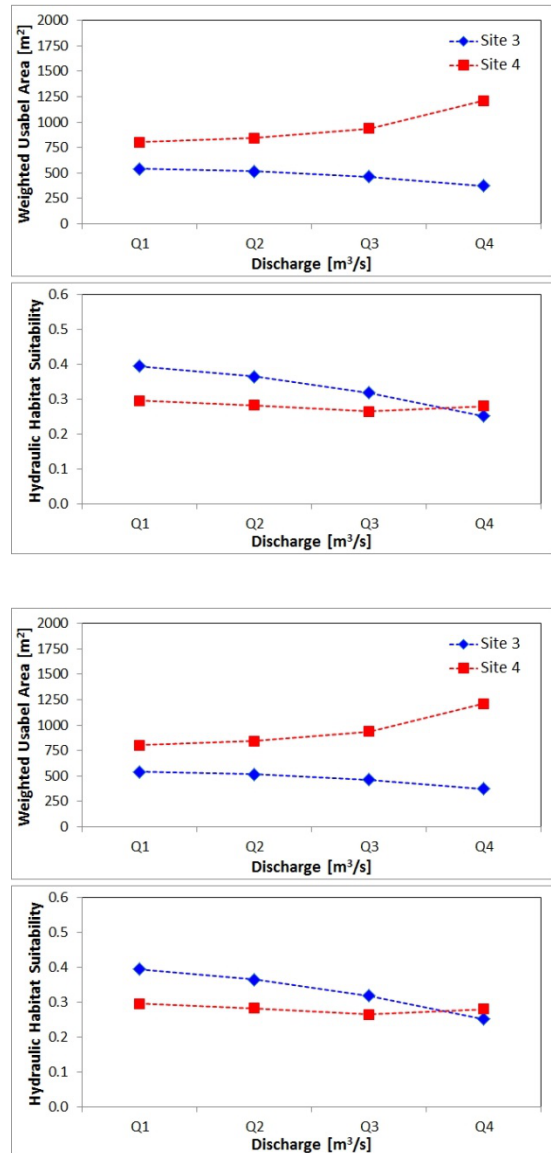 Weighted Usabel Area [m²]
2000
1750
1500
1250
1000
750
500
250
0
Site 3
Site 4
Q1 Q2 Q3 Q4
Discharge [m³/s]
Hydraulic Habitat Suitability
0.6
0.5
0.4
0.3
0.2
0.1
0.0
Q1 Q2 Q3 Q4
Discharge [m³/s]
Weighted Usabel Area [m²]
2000
1750
1500
1250
1000
750
500
250
0
Site 3
Site 4
Q1 Q2 Q3 Q4
Discharge [m³/s]
Hydraulic Habitat Suitability
0.6
0.5
0.4
0.3
0.2
0.1
0.0
Q1 Q2 Q3 Q4
Discharge [m³/s]